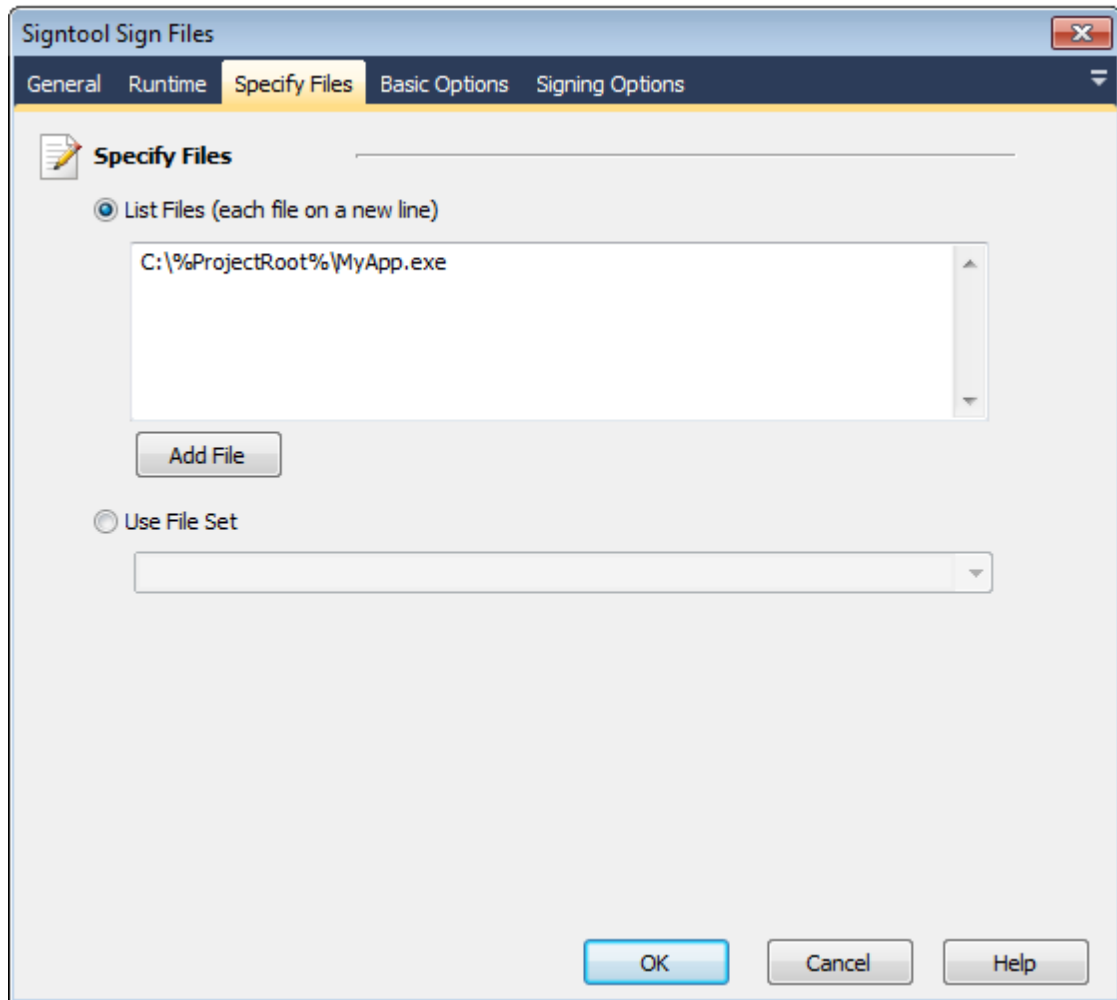 Signtool Sign Files
General Runtime Specify Files Basic Options Signing Options
Specify Files
List Files (each file on a new line)
C:\%ProjectRoot%\MyApp.exe
Add File
Use File Set
OK Cancel Help